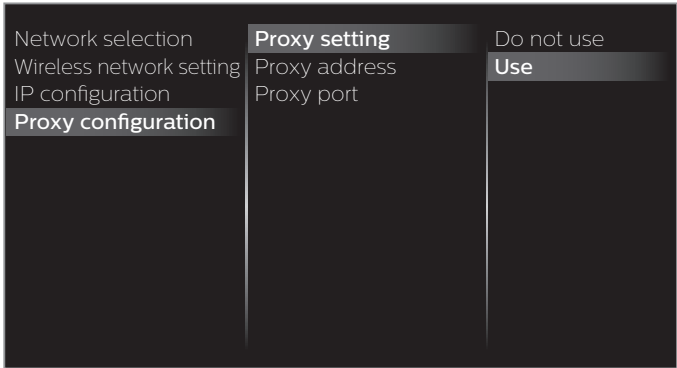 Network selection
Wireless network setting
IP configuration
Proxy configuration
Proxy setting
Proxy address
Proxy port
Do not use
Use